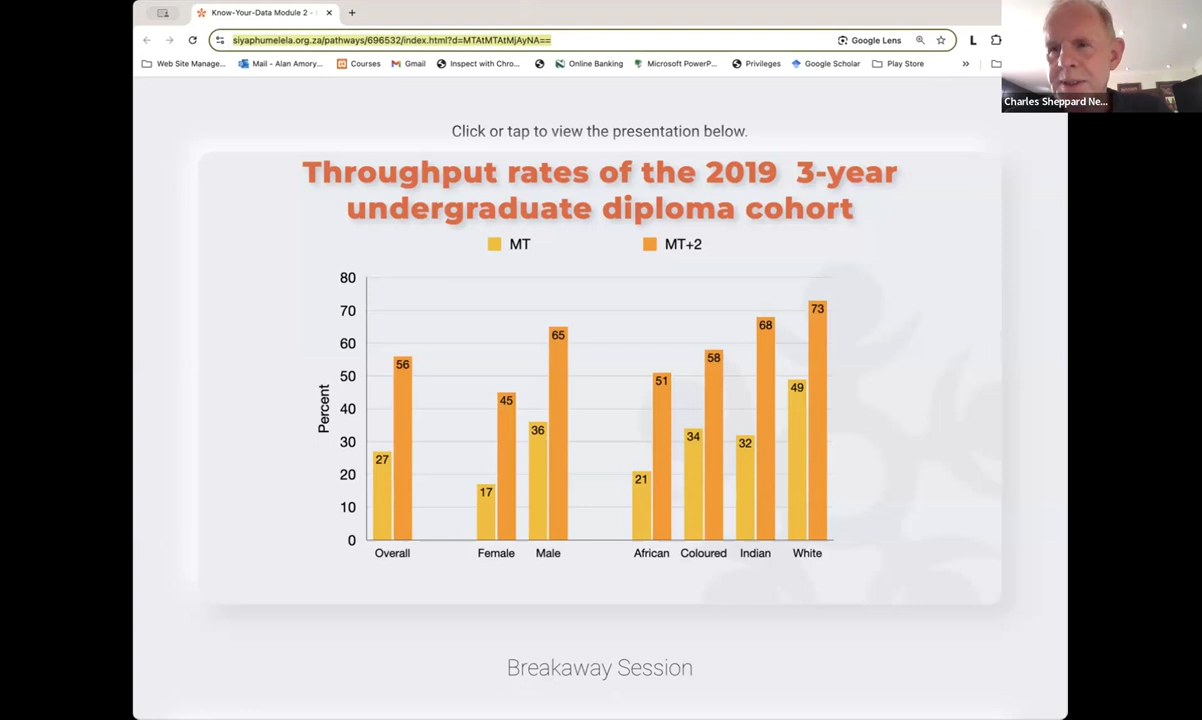 Know-Your-Data Module 2 -
siyaphumelela.org.za/pathways/696532/index.html?d=MTAtMTAtMjAyNA==
Google Lens
L
Web Site Manage...
Mail - Alan Amory...
Courses
Gmail
Inspect with Chro...
Online Banking
Microsoft PowerP...
Privileges
Google Scholar
Play Store
»
Charles Sheppard Ne...
Click or tap to view the presentation below.
Throughput rates of the 2019 3-year
undergraduate diploma cohort
MT MT+2
Percent
80
70
60
50
40
30
20
10
0
27 56
17 45
36 65
21 51
34 58
32 68
49 73
Overall Female Male African Coloured Indian White
Breakaway Session